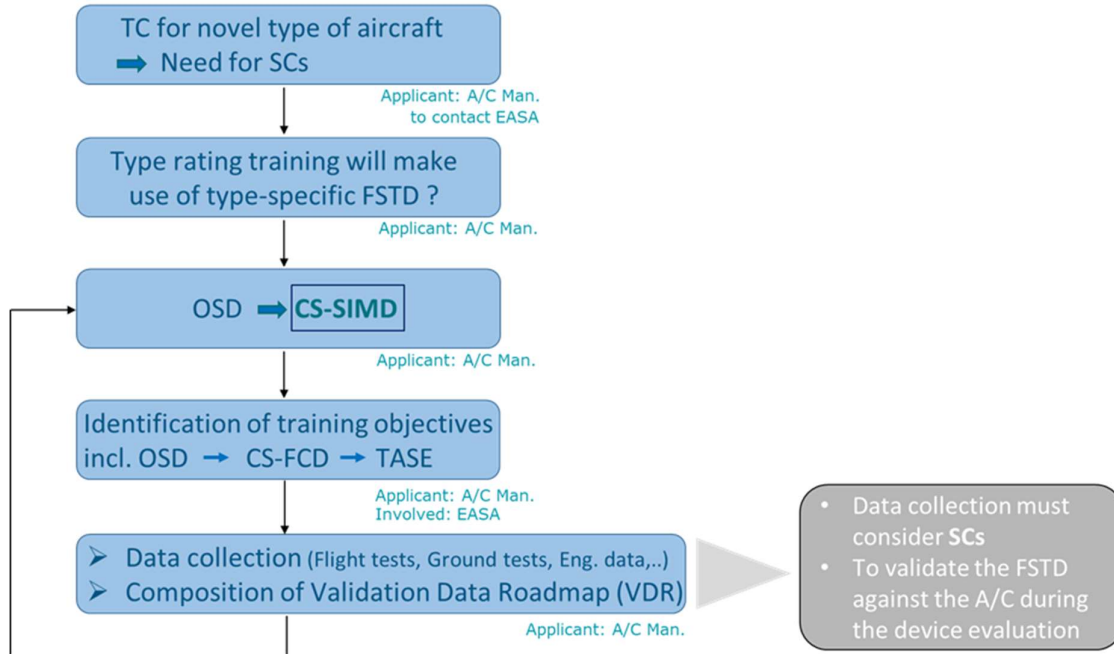 TC for novel type of aircraft
Need for SCs
Applicant: A/C Man.
to contact EASA
Type rating training will make
use of type-specific FSTD ?
Applicant: A/C Man.
OSD CS-SIMD
Applicant: A/C Man.
Identification of training objectives
incl. OSD → CS-FCD → TASE
Applicant: A/C Man.
Involved: EASA
➢ Data collection (Flight tests, Ground tests, Eng. data,..)
➢ Composition of Validation Data Roadmap (VDR)
Applicant: A/C Man.
• Data collection must
consider SCs
• To validate the FSTD
against the A/C during
the device evaluation